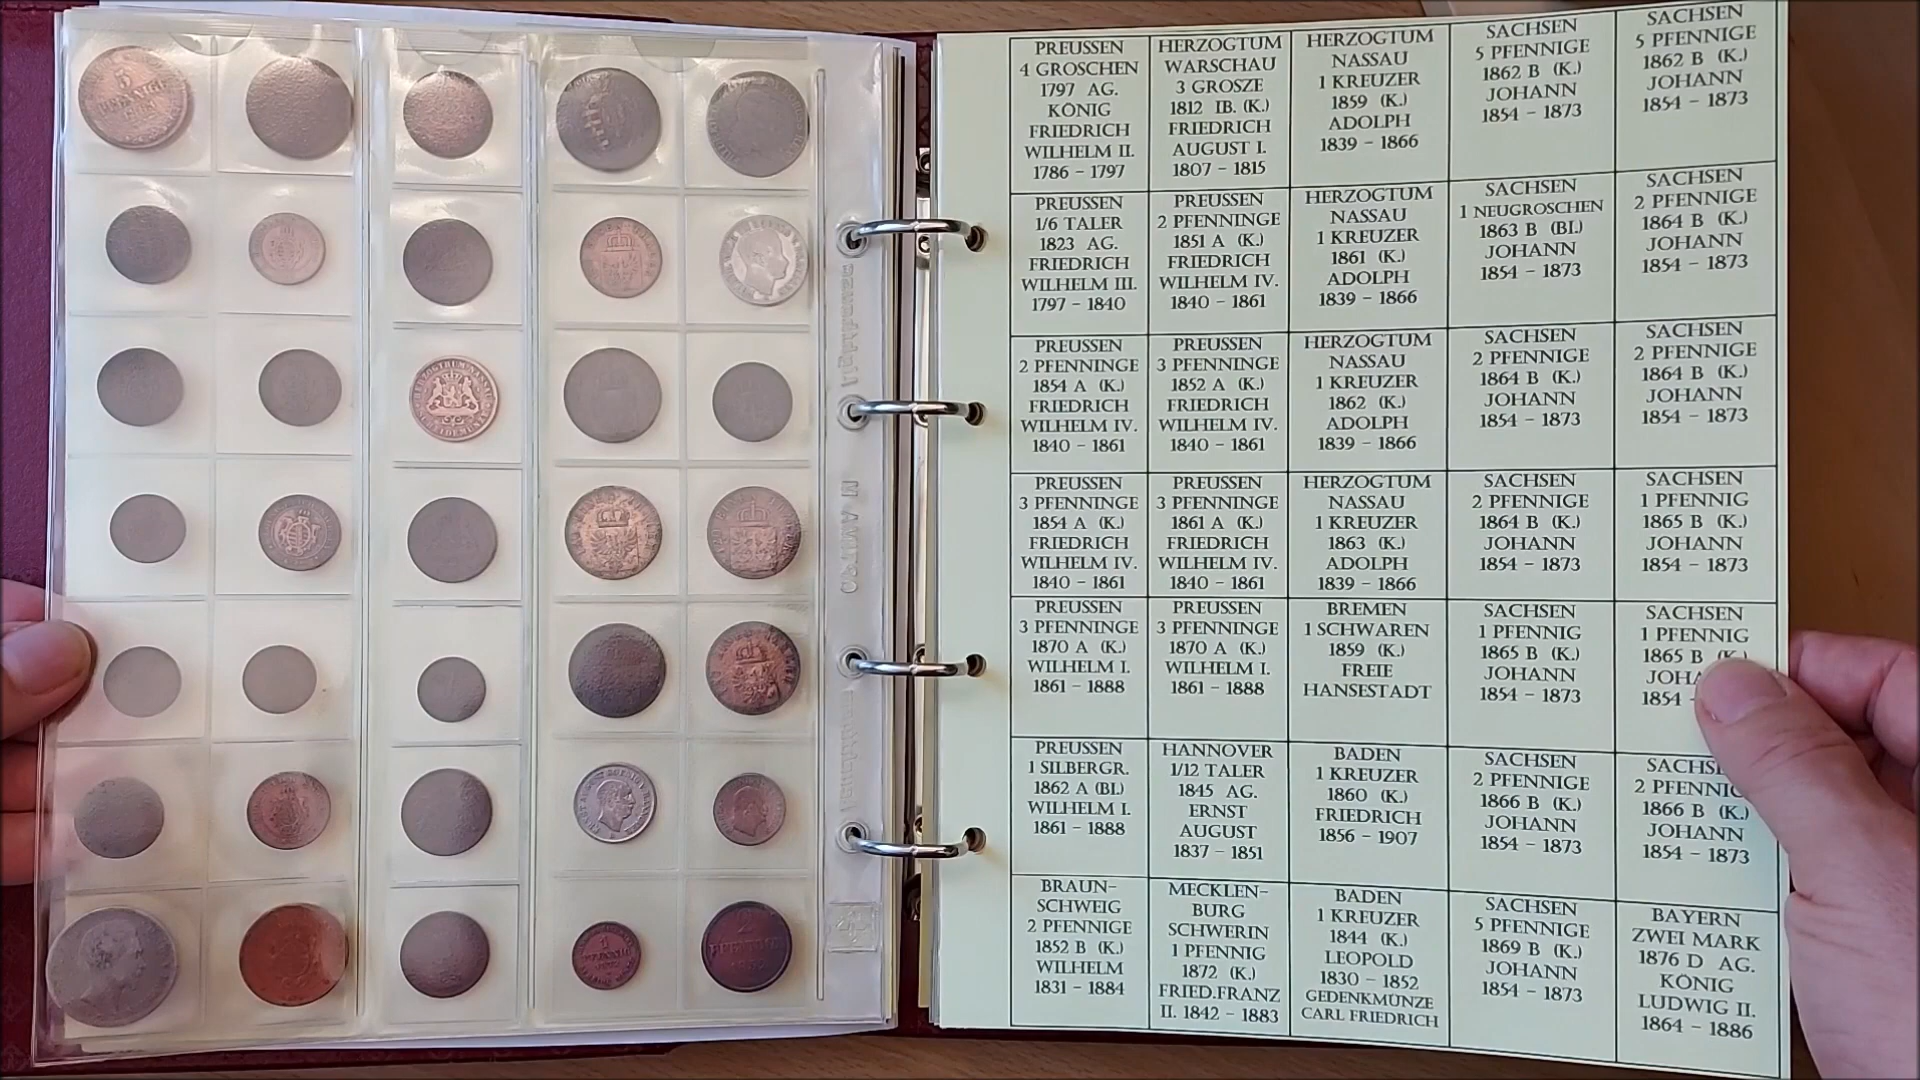 PREUSSEN
4 GROSCHEN
1797 AG.
KÖNIG
FRIEDRICH
WILHELM II.
1786 – 1797
HERZOGTUM
WARSCHAU
3 GROSZE
1812 IB. (K.)
FRIEDRICH
AUGUST I.
1807 – 1815
HERZOGTUM
NASSAU
1 KREUZER
1859 (K.)
ADOLPH
1839 – 1866
SACHSEN
5 PFENNIGE
1862 B (K.)
JOHANN
1854 – 1873
SACHSEN
5 PFENNIGE
1862 B (K.)
JOHANN
1854 – 1873
PREUSSEN
1/6 TALER
1823 AG.
FRIEDRICH
WILHELM III.
1797 – 1840
PREUSSEN
2 PFENNINGE
1851 A (K.)
FRIEDRICH
WILHELM IV.
1840 – 1861
HERZOGTUM
NASSAU
1 KREUZER
1861 (K.)
ADOLPH
1839 – 1866
SACHSEN
1 NEUGROSCHEN
1863 B (BI.)
JOHANN
1854 – 1873
SACHSEN
2 PFENNIGE
1864 B (K.)
JOHANN
1854 – 1873
PREUSSEN
2 PFENNINGE
1854 A (K.)
FRIEDRICH
WILHELM IV.
1840 – 1861
PREUSSEN
3 PFENNINGE
1852 A (K.)
FRIEDRICH
WILHELM IV.
1840 – 1861
HERZOGTUM
NASSAU
1 KREUZER
1862 (K.)
ADOLPH
1839 – 1866
SACHSEN
2 PFENNIGE
1864 B (K.)
JOHANN
1854 – 1873
SACHSEN
2 PFENNIGE
1864 B (K.)
JOHANN
1854 – 1873
PREUSSEN
3 PFENNINGE
1854 A (K.)
FRIEDRICH
WILHELM IV.
1840 – 1861
PREUSSEN
3 PFENNINGE
1861 A (K.)
FRIEDRICH
WILHELM IV.
1840 – 1861
HERZOGTUM
NASSAU
1 KREUZER
1863 (K.)
ADOLPH
1839 – 1866
SACHSEN
2 PFENNIGE
1864 B (K.)
JOHANN
1854 – 1873
SACHSEN
1 PFENNIG
1865 B (K.)
JOHANN
1854 – 1873
PREUSSEN
3 PFENNINGE
1870 A (K.)
WILHELM I.
1861 – 1888
PREUSSEN
3 PFENNINGE
1870 A (K.)
WILHELM I.
1861 – 1888
BREMEN
1 SCHWAREN
1859 (K.)
FREIE
HANSESTADT
SACHSEN
1 PFENNIG
1865 B (K.)
JOHANN
1854 – 1873
SACHSEN
1 PFENNIG
1865 B (K.)
JOHA
1854 –
PREUSSEN
1 SILBERGR.
1862 A (BI.)
WILHELM I.
1861 – 1888
HANNOVER
1/12 TALER
1845 AG.
ERNST
AUGUST
1837 – 1851
BADEN
1 KREUZER
1860 (K.)
FRIEDRICH
1856 – 1907
SACHSEN
2 PFENNIGE
1866 B (K.)
JOHANN
1854 – 1873
SACHSE
2 PFENNIG
1866 B (K.)
JOHANN
1854 – 1873
BRAUN-
SCHWEIG
2 PFENNIGE
1852 B (K.)
WILHELM
1831 – 1884
MECKLEN-
BURG
SCHWERIN
1 PFENNIG
1872 (K.)
FRIED.FRANZ
II. 1842 – 1883
BADEN
1 KREUZER
1844 (K.)
LEOPOLD
1830 – 1852
GEDENKMÜNZE
CARL FRIEDRICH
SACHSEN
5 PFENNIGE
1869 B (K.)
JOHANN
1854 – 1873
BAYERN
ZWEI MARK
1876 D AG.
KÖNIG
LUDWIG II.
1864 – 1886